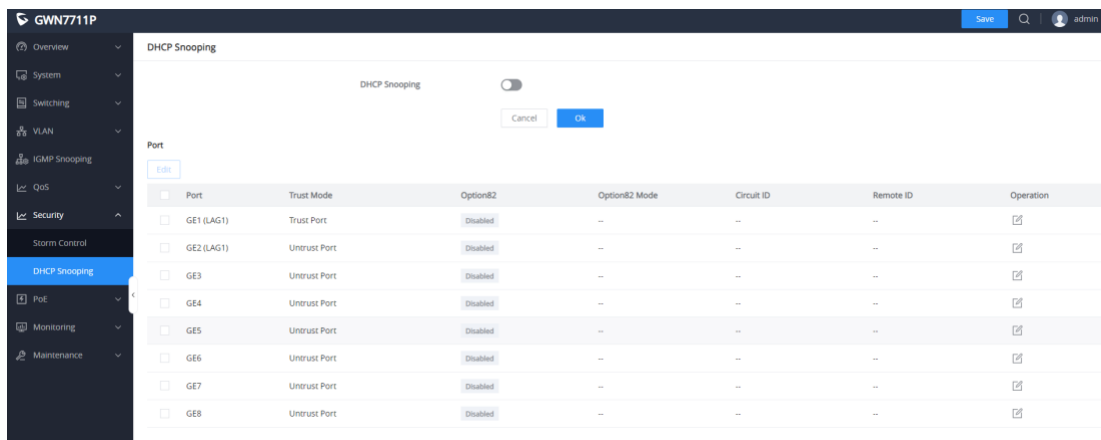 GWN7711P
Save
admin
Overview
System
Switching
VLAN
IGMP Snooping
QoS
Security
Storm Control
DHCP Snooping
PoE
Monitoring
Maintenance
DHCP Snooping
DHCP Snooping
Cancel Ok
Port
Edit
Port Trust Mode Option82 Option82 Mode Circuit ID Remote ID Operation
GE1 (LAG1) Trust Port Disabled -- -- --
GE2 (LAG1) Untrust Port Disabled -- -- --
GE3 Untrust Port Disabled -- -- --
GE4 Untrust Port Disabled -- -- --
GE5 Untrust Port Disabled -- -- --
GE6 Untrust Port Disabled -- -- --
GE7 Untrust Port Disabled -- -- --
GE8 Untrust Port Disabled -- -- --